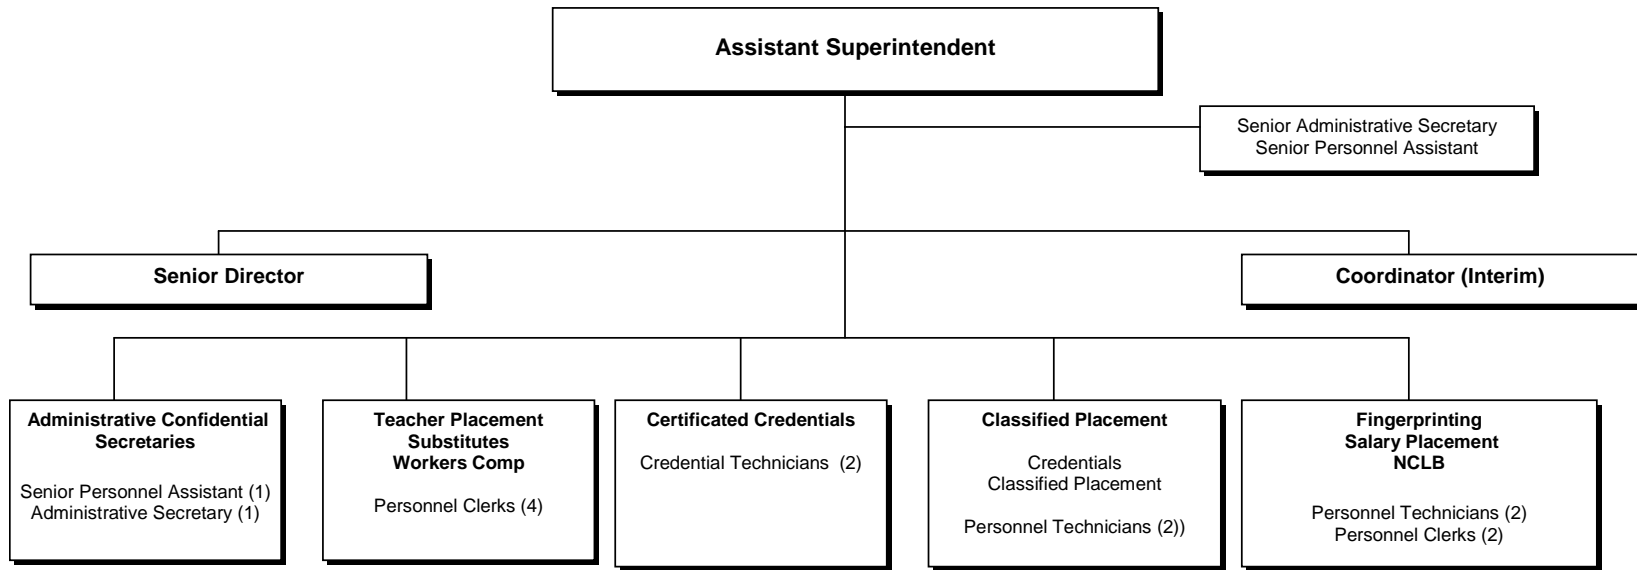 Assistant Superintendent
Senior Administrative Secretary
Senior Personnel Assistant
Senior Director
Coordinator (Interim)
Administrative Confidential
Secretaries
Senior Personnel Assistant (1)
Administrative Secretary (1)
Teacher Placement
Substitutes
Workers Comp
Personnel Clerks (4)
Certificated Credentials
Credential Technicians  (2)
Classified Placement
Credentials
Classified Placement
Personnel Technicians (2))
Fingerprinting
Salary Placement
NCLB
Personnel Technicians (2)
Personnel Clerks (2)